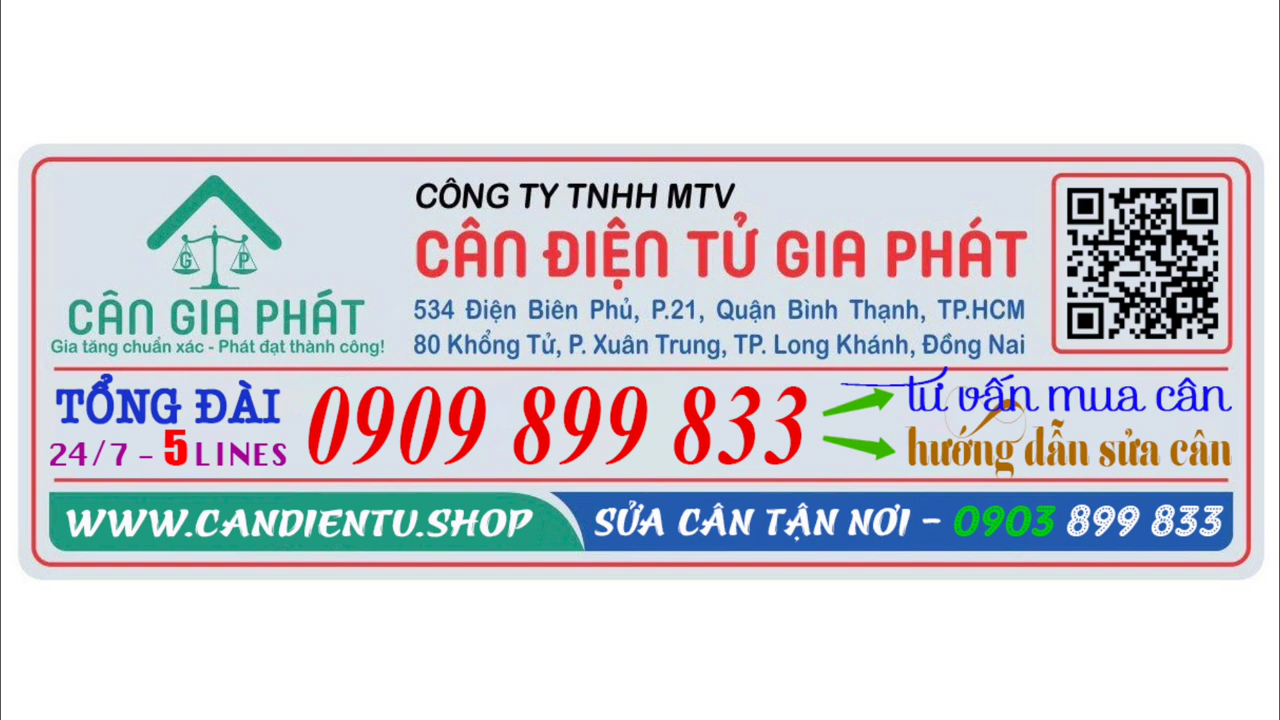 G P
CÂN GIA PHÁT
Gia tăng chuẩn xác - Phát đạt thành công!
CÔNG TY TNHH MTV
CÂN ĐIỆN TỬ GIA PHÁT
534 Điện Biên Phủ, P.21, Quận Bình Thạnh, TP.HCM
80 Khổng Tử, P. Xuân Trung, TP. Long Khánh, Đồng Nai
TỔNG ĐÀI
24/7 - 5 LINES
0909 899 833
tư vấn mua cân
hướng dẫn sửa cân
WWW.CANDIENTU.SHOP
SỬA CÂN TẬN NƠI - 0903 899 833